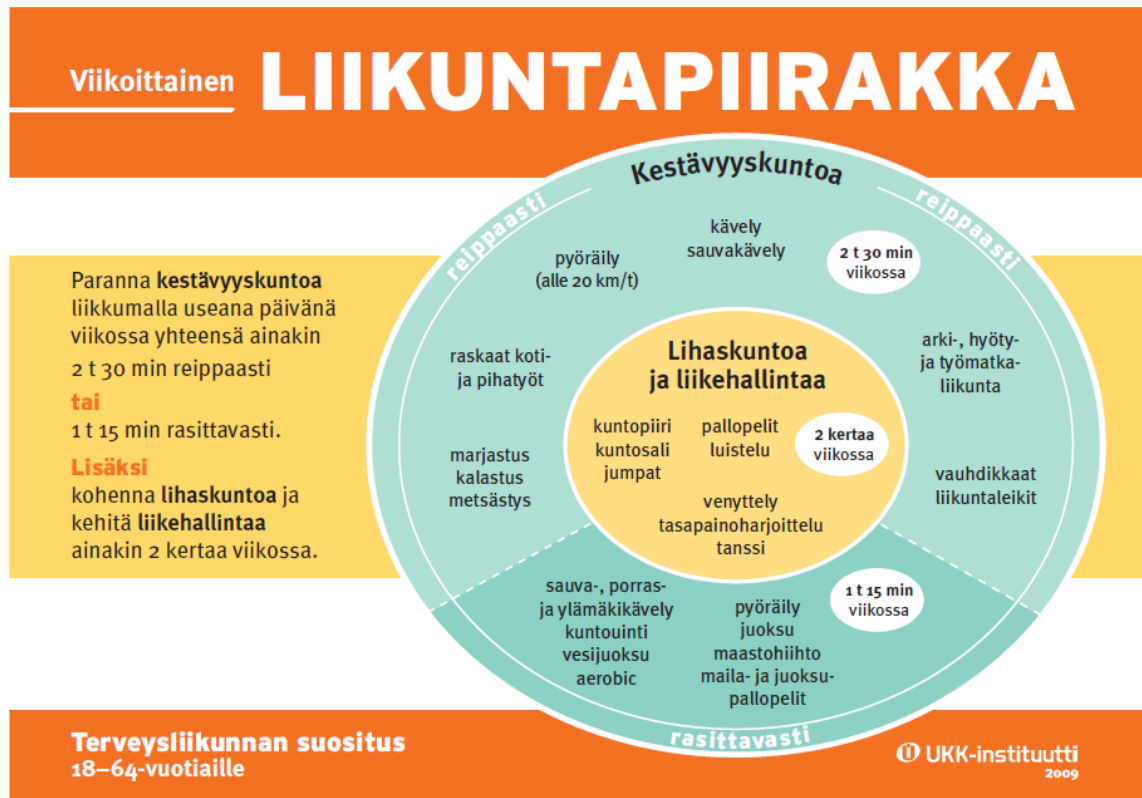 Viikoittainen LIIKUNTAPIIRAKKA
Paranna kestävyyskuntoa
liikkumalla useana päivänä
viikossa yhteensä ainakin
2 t 30 min reippaasti
tai
1 t 15 min rasittavasti.
Lisäksi
kohenna lihaskuntoa ja
kehitä liikehallintaa
ainakin 2 kertaa viikossa.
Kestävyyskuntoa
reippaasti
reippaasti
kävely
sauvakävely
2 t 30 min
viikossa
pyöräily
(alle 20 km/t)
raskaat koti-
ja pihatyöt
marjastus
kalastus
metsästys
arki-, hyöty-
ja työmatka-
liikunta
vauhdikkaat
liikuntaleikit
Lihaskuntoa
ja liikehallintaa
kuntopiiri
kuntosali
jumpat
pallopelit
luistelu
2 kertaa
viikossa
venyttely
tasapainoharjoittelu
tanssi
sauva-, porras-
ja ylämäkikävely
kuntouinti
vesijuoksu
aerobic
pyöräily
juoksu
maastohiihto
maila- ja juoksu-
pallopelit
1 t 15 min
viikossa
rasittavasti
Terveysliikunnan suositus
18–64-vuotiaille
UKK-instituutti
2009